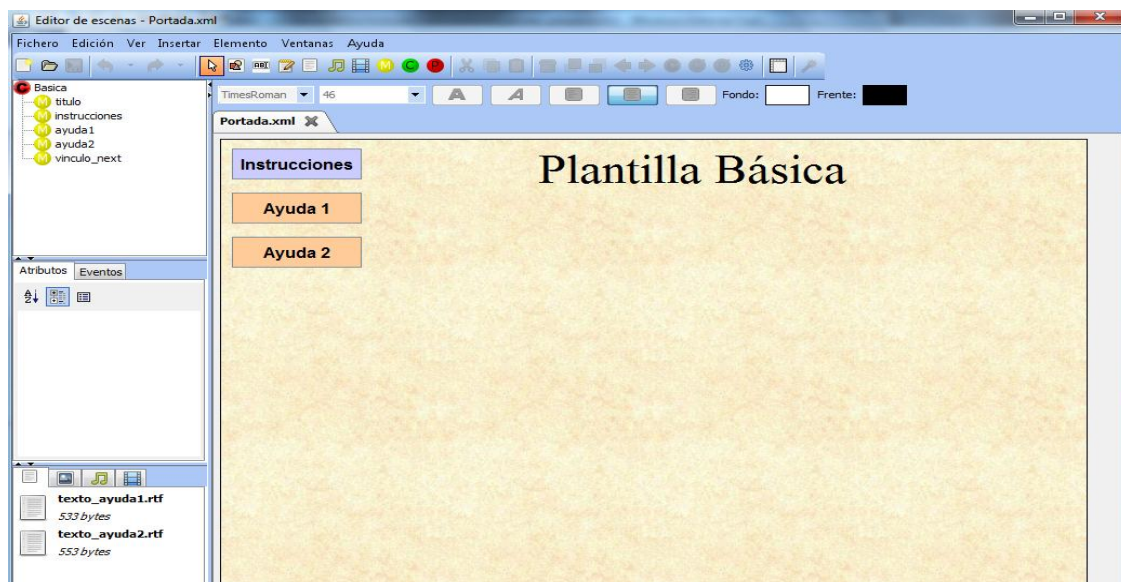 Editor de escenas - Portada.xml
Fichero Edición Ver Insertar Elemento Ventanas Ayuda
ABI M C P
C Basica
M titulo
M instrucciones
M ayuda1
M ayuda2
M vinculo_next
TimesRoman 46 A A Fondo: Frente:
Portada.xml
Instrucciones
Plantilla Básica
Ayuda 1
Ayuda 2
Atributos Eventos
texto_ayuda1.rtf
533 bytes
texto_ayuda2.rtf
553 bytes